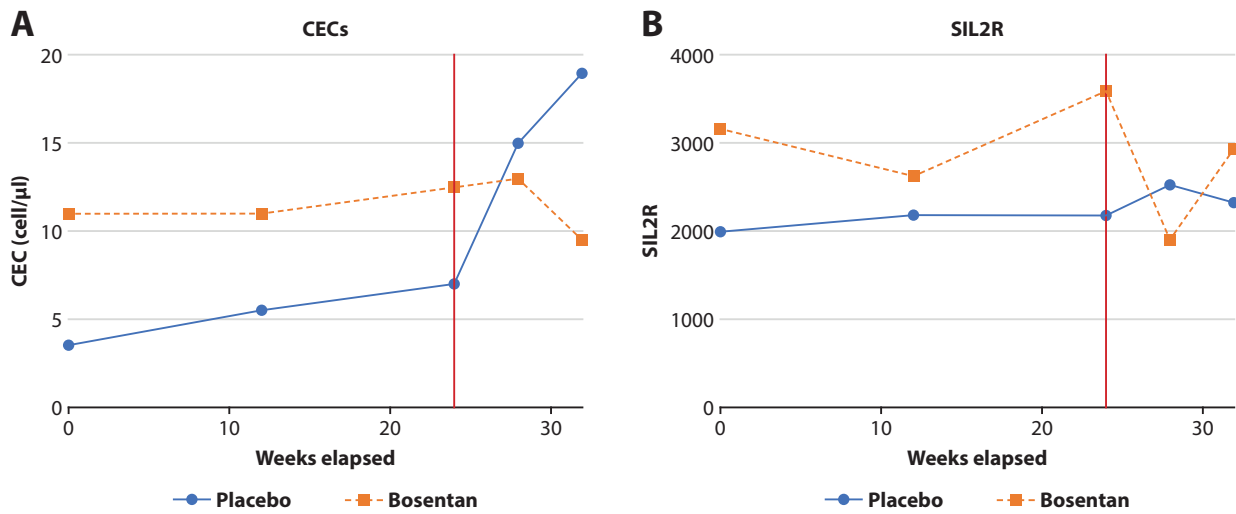 A
CECs
20
15
10
5
0
CEC (cell/µl)
0 10 20 30
Weeks elapsed
Placebo Bosentan
B
SIL2R
4000
3000
2000
1000
0
SIL2R
0 10 20 30
Weeks elapsed
Placebo Bosentan